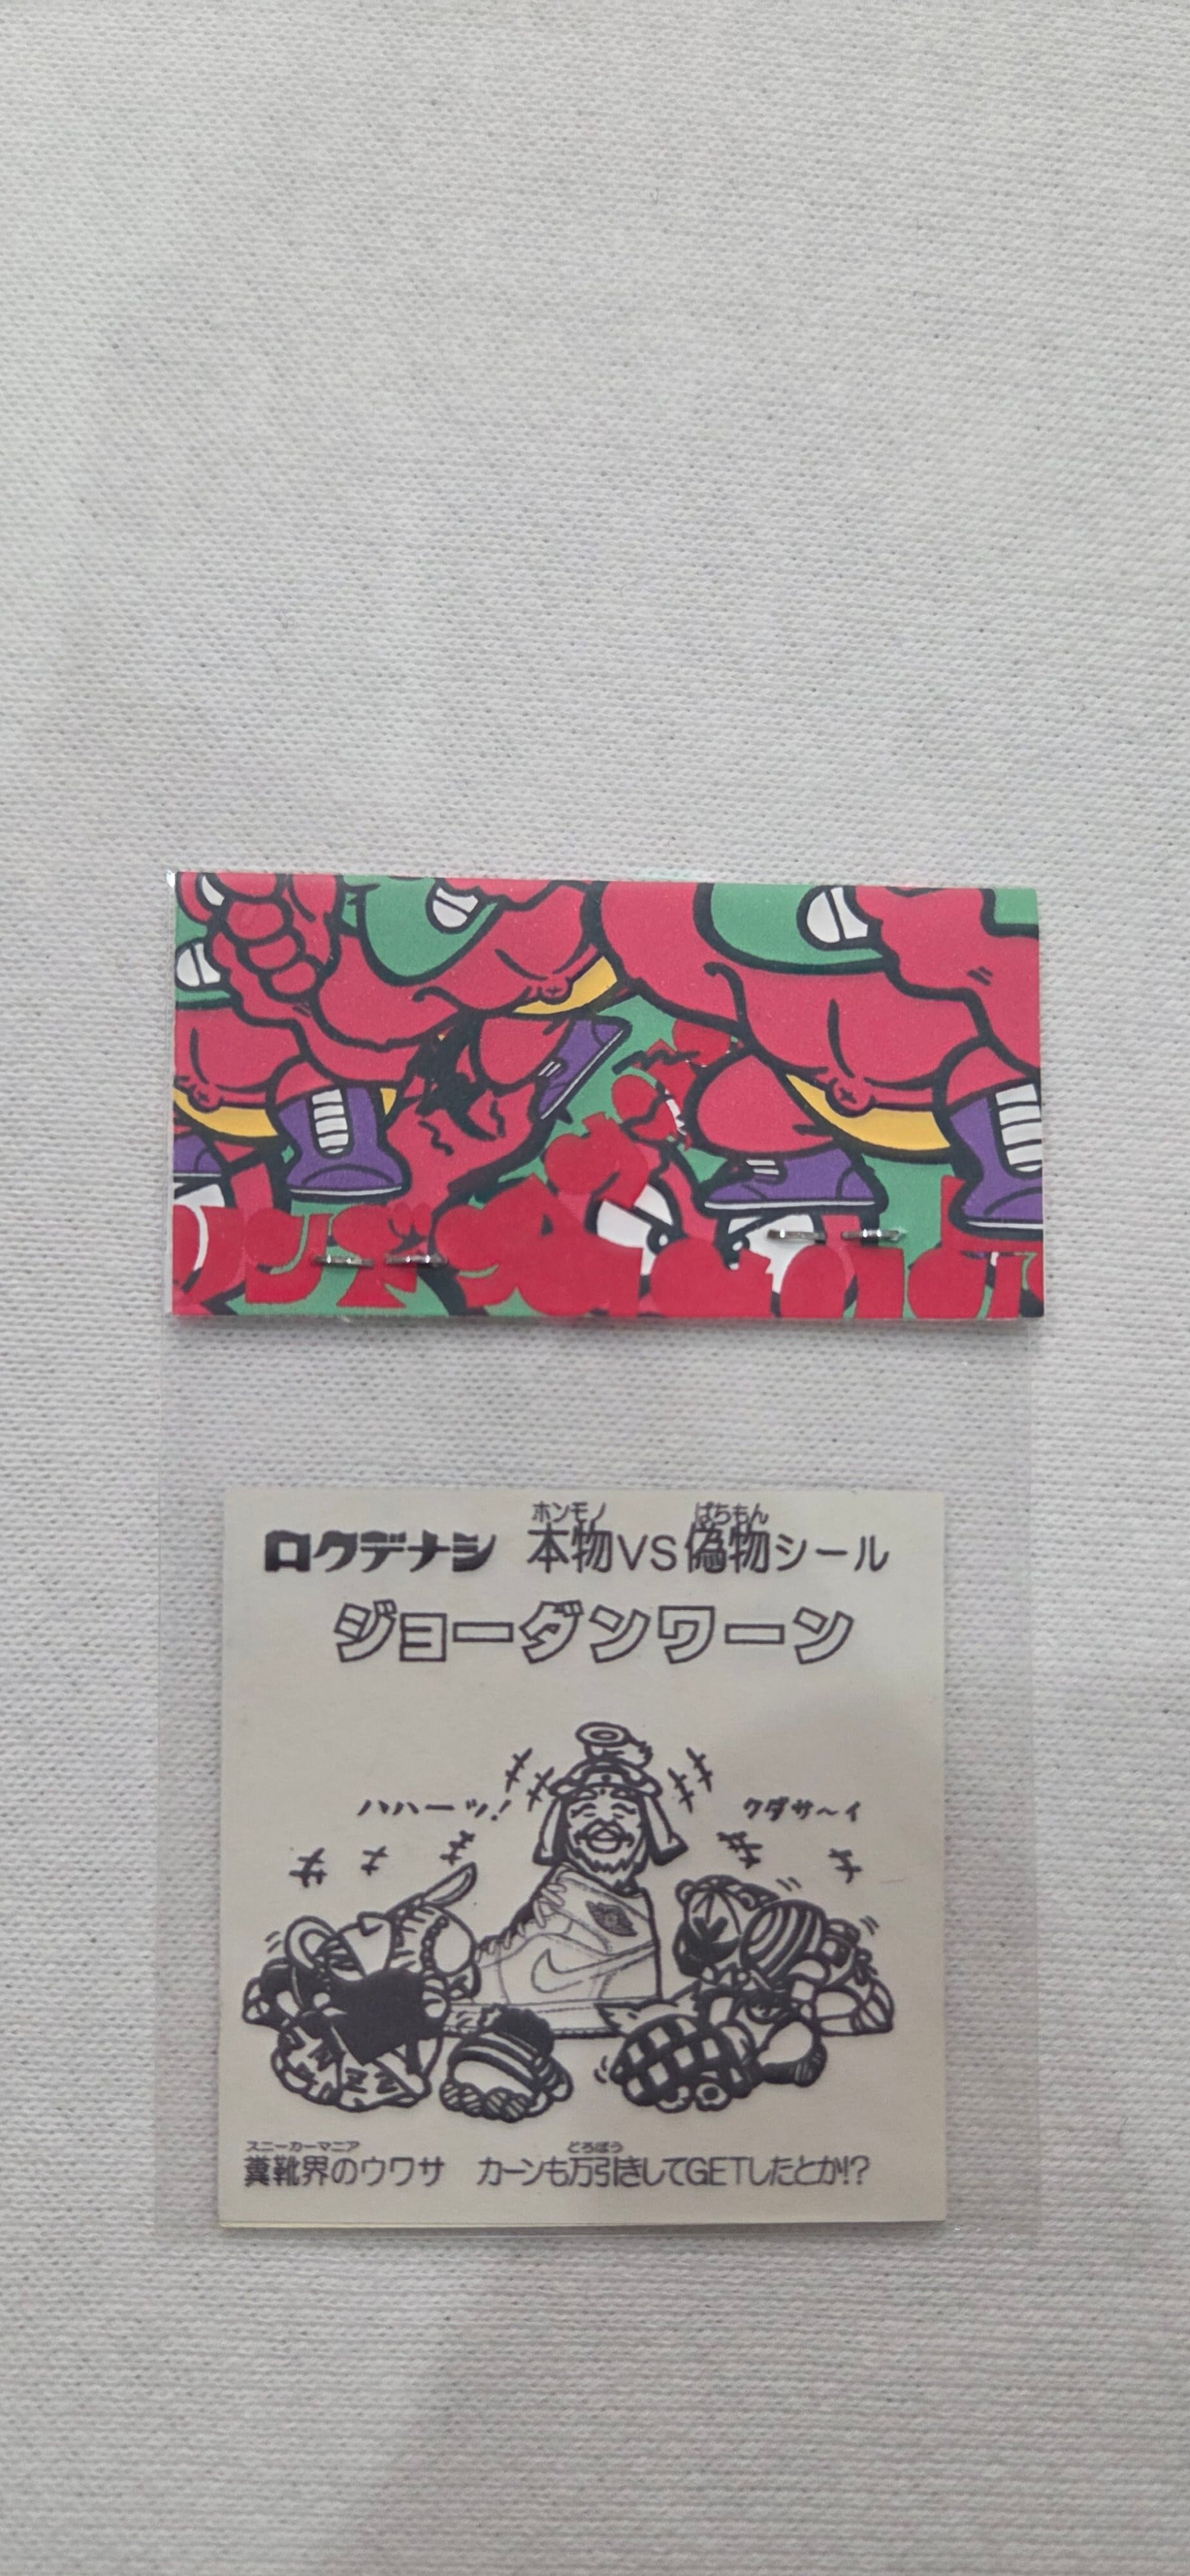 ホンモノ ぱちもん
ロクデナシ 本物VS偽物シール
ジョーダンワーン
ハハーッ!
クダサ〜イ
スニーカーマニア どろぼう
糞靴界のウワサ カーンも万引きしてGETしたとか!?